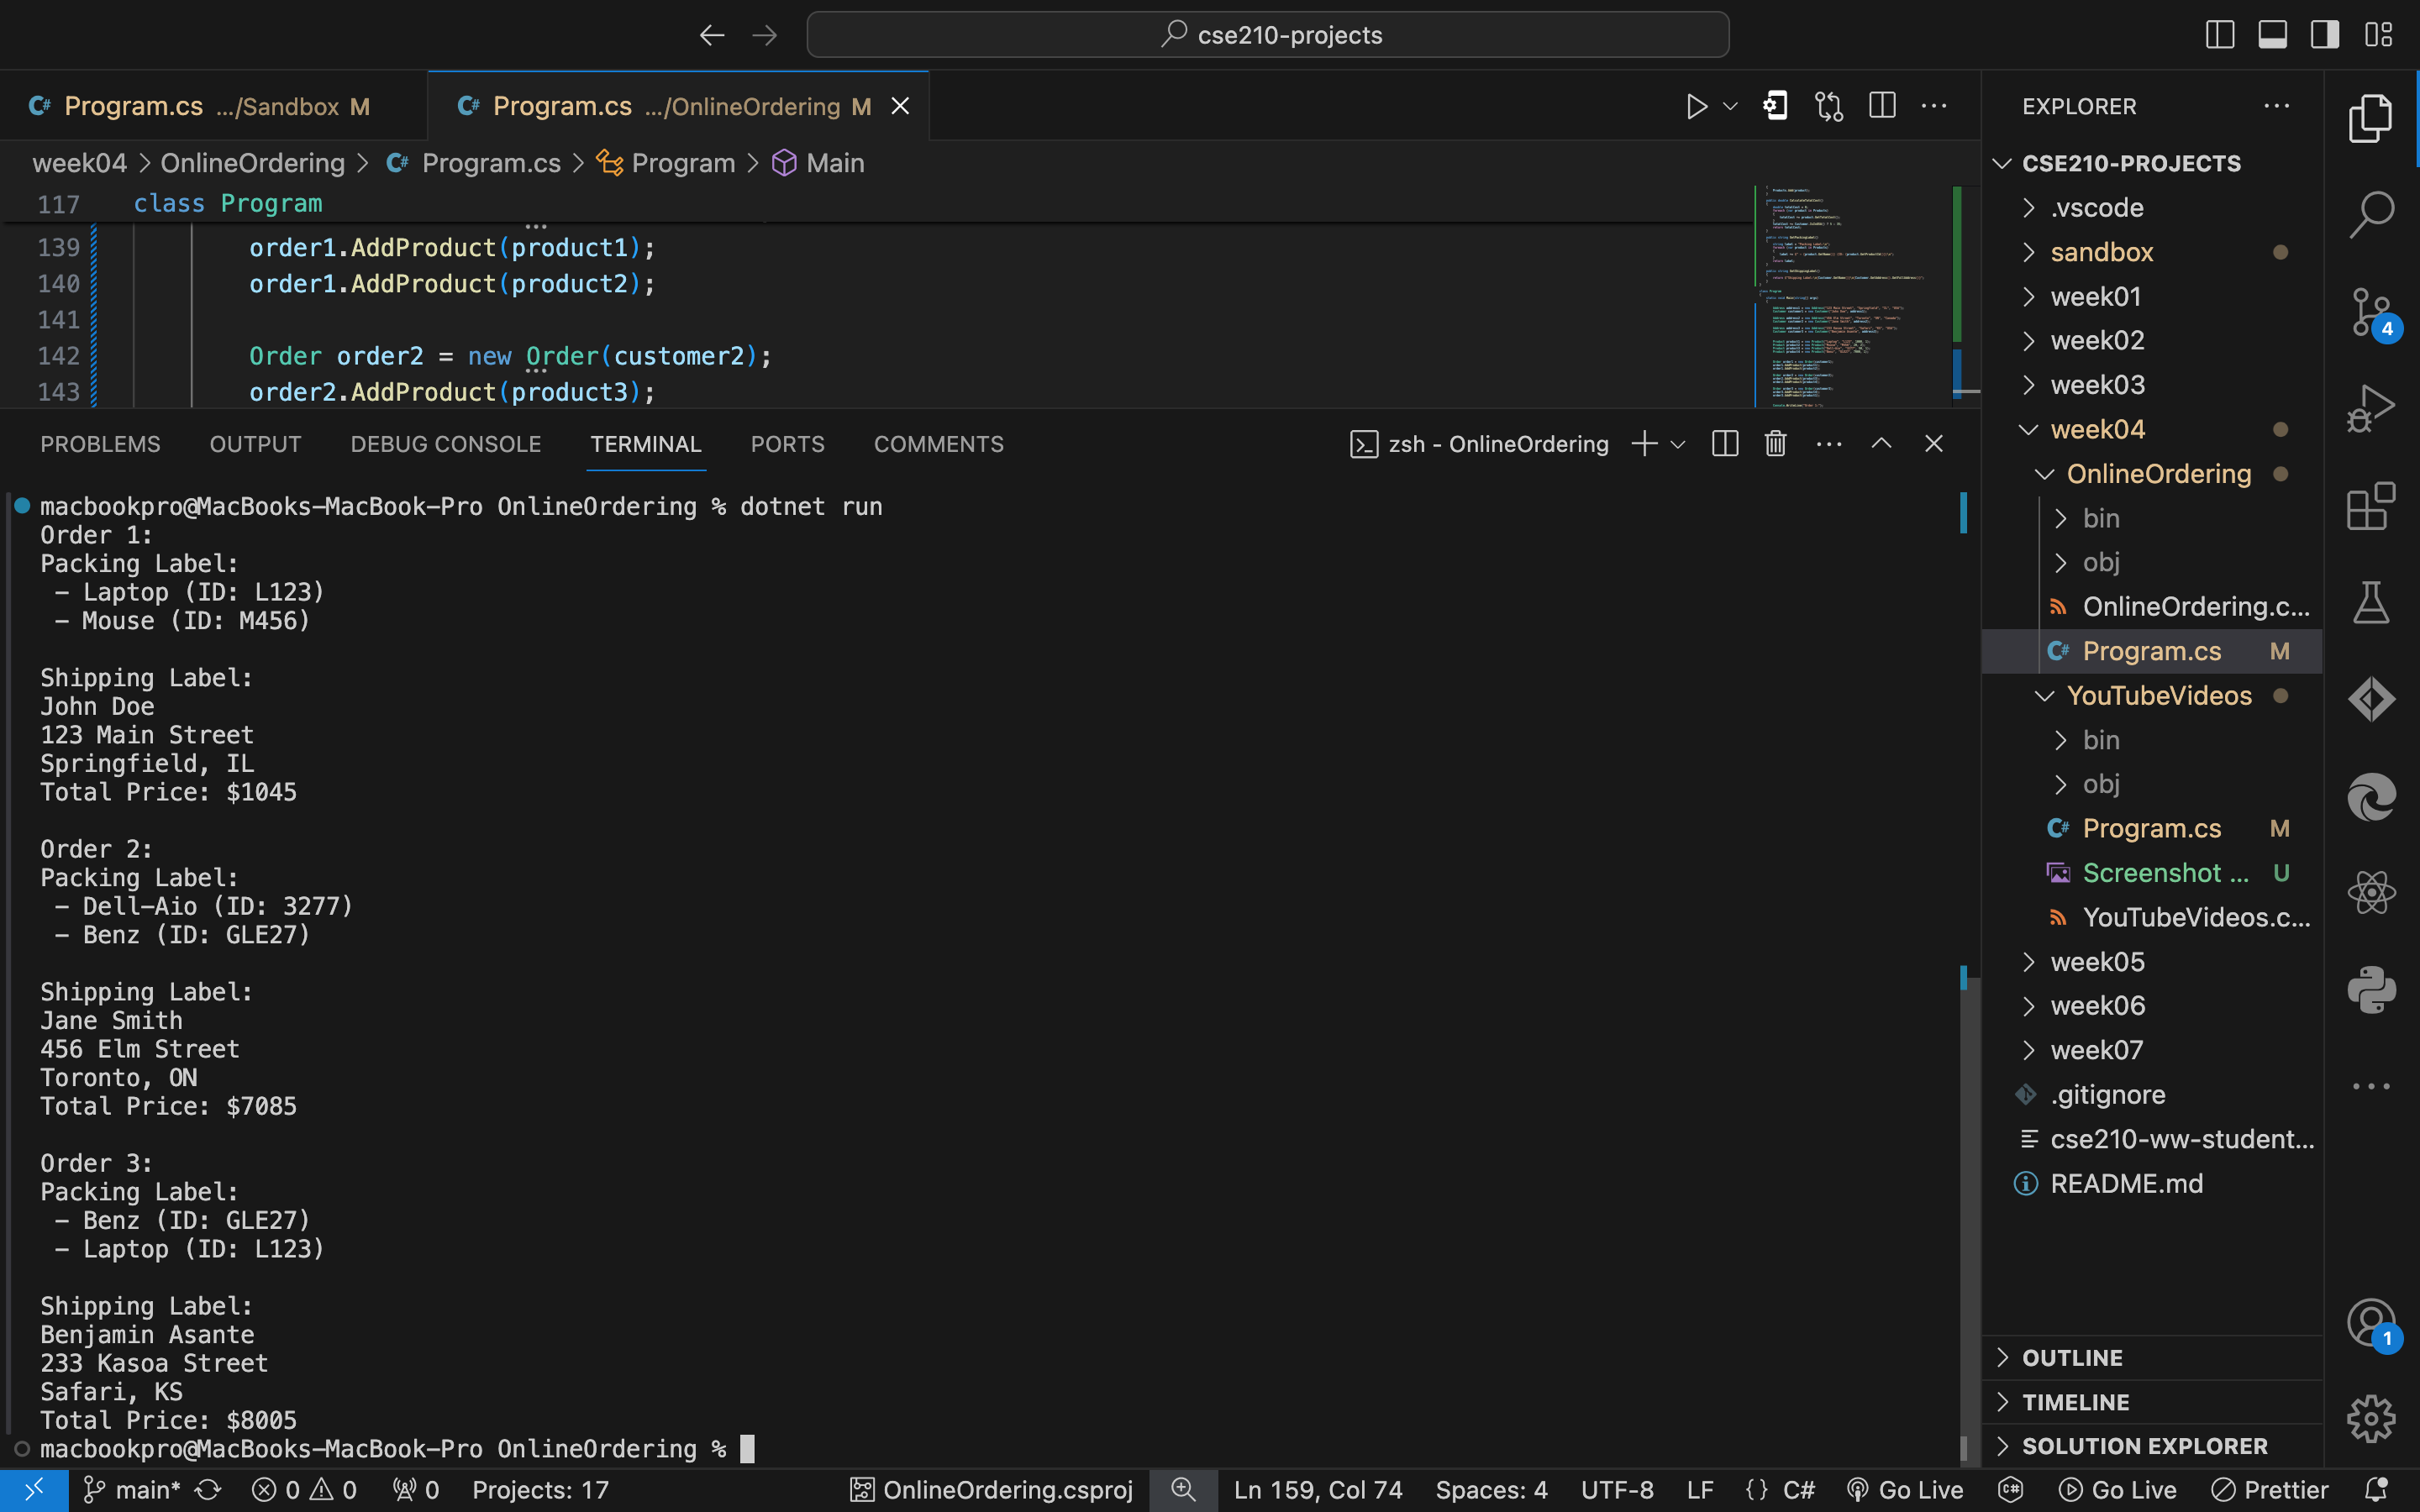 cse210-projects
Program.cs .../Sandbox M
Program.cs .../OnlineOrdering M
week04 > OnlineOrdering > Program.cs > Program > Main
117 class Program
139 order1.AddProduct(product1);
140 order1.AddProduct(product2);
141
142 Order order2 = new Order(customer2);
143 order2.AddProduct(product3);
PROBLEMS OUTPUT DEBUG CONSOLE TERMINAL PORTS COMMENTS
zsh - OnlineOrdering
macbookpro@MacBooks-MacBook-Pro OnlineOrdering % dotnet run
Order 1:
Packing Label:
- Laptop (ID: L123)
- Mouse (ID: M456)
Shipping Label:
John Doe
123 Main Street
Springfield, IL
Total Price: $1045
Order 2:
Packing Label:
- Dell-Aio (ID: 3277)
- Benz (ID: GLE27)
Shipping Label:
Jane Smith
456 Elm Street
Toronto, ON
Total Price: $7085
Order 3:
Packing Label:
- Benz (ID: GLE27)
- Laptop (ID: L123)
Shipping Label:
Benjamin Asante
233 Kasoa Street
Safari, KS
Total Price: $8005
macbookpro@MacBooks-MacBook-Pro OnlineOrdering %
EXPLORER
CSE210-PROJECTS
.vscode
sandbox
week01
week02
week03
week04
OnlineOrdering
bin
obj
OnlineOrdering.c...
Program.cs M
YouTubeVideos
bin
obj
Program.cs M
Screenshot ... U
YouTubeVideos.c...
week05
week06
week07
.gitignore
cse210-ww-student...
README.md
OUTLINE
TIMELINE
SOLUTION EXPLORER
4
1
main* 0 0 0 Projects: 17 OnlineOrdering.csproj Ln 159, Col 74 Spaces: 4 UTF-8 LF {} C# Go Live Go Live Prettier